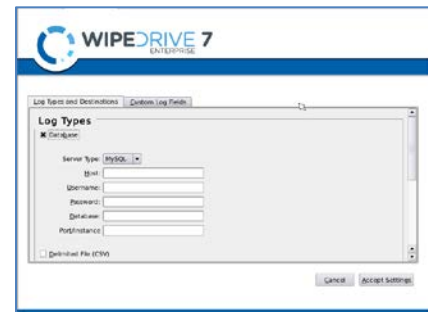 WIPEDRIVE 7
ENTERPRISE
Log Types and Destinations Custom Log Fields
Log Types
Database
Server Type: MySQL
Host:
Username:
Password:
Database:
Port/Instance
Delimited File (CSV)
Cancel Accept Settings